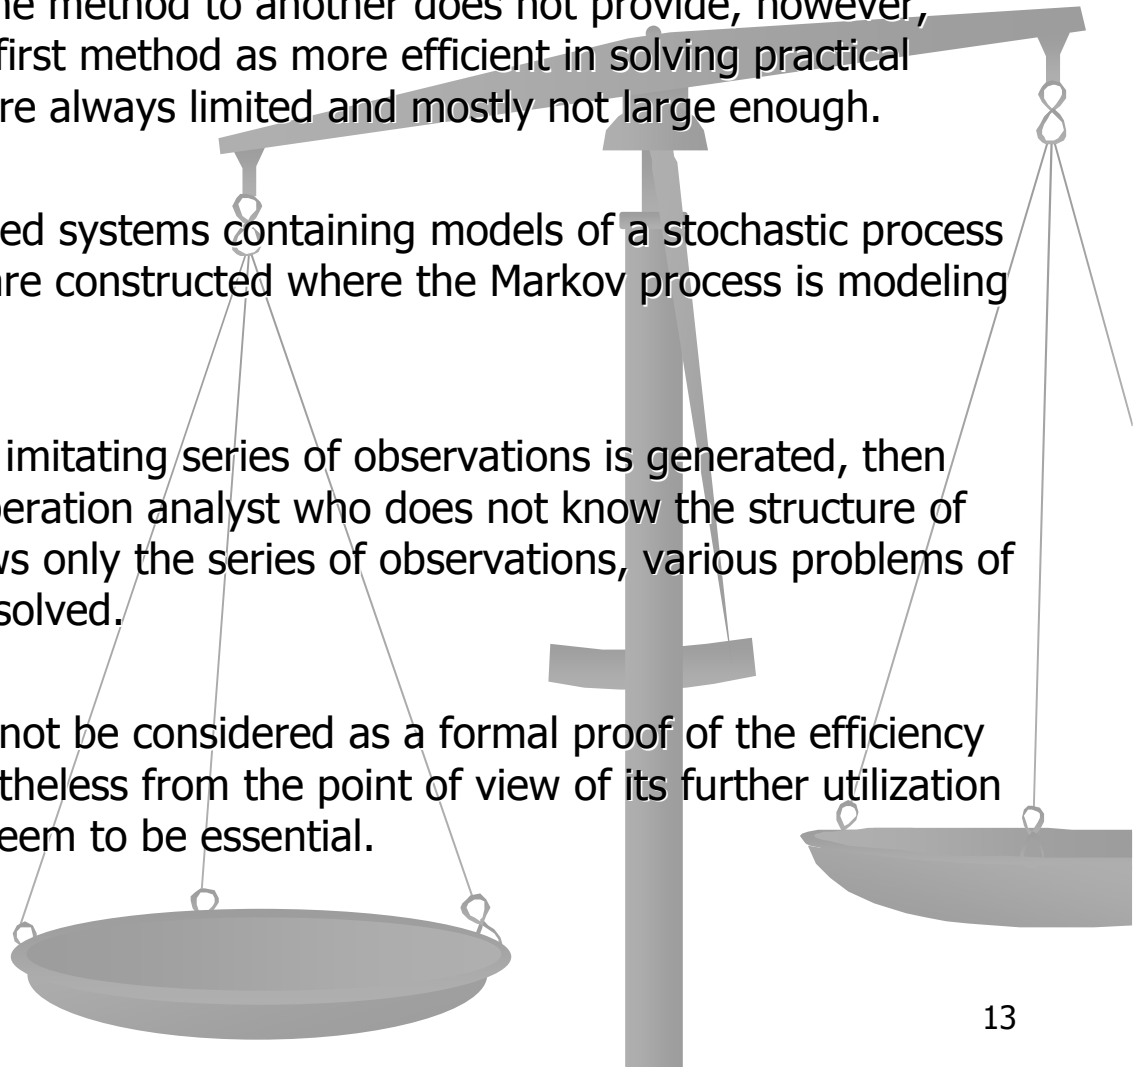 ne method to another does not provide, however,
first method as more efficient in solving practical
re always limited and mostly not large enough.
ed systems containing models of a stochastic process
are constructed where the Markov process is modeling
imitating series of observations is generated, then
peration analyst who does not know the structure of
ws only the series of observations, various problems of
solved.
not be considered as a formal proof of the efficiency
theless from the point of view of its further utilization
eem to be essential.
13